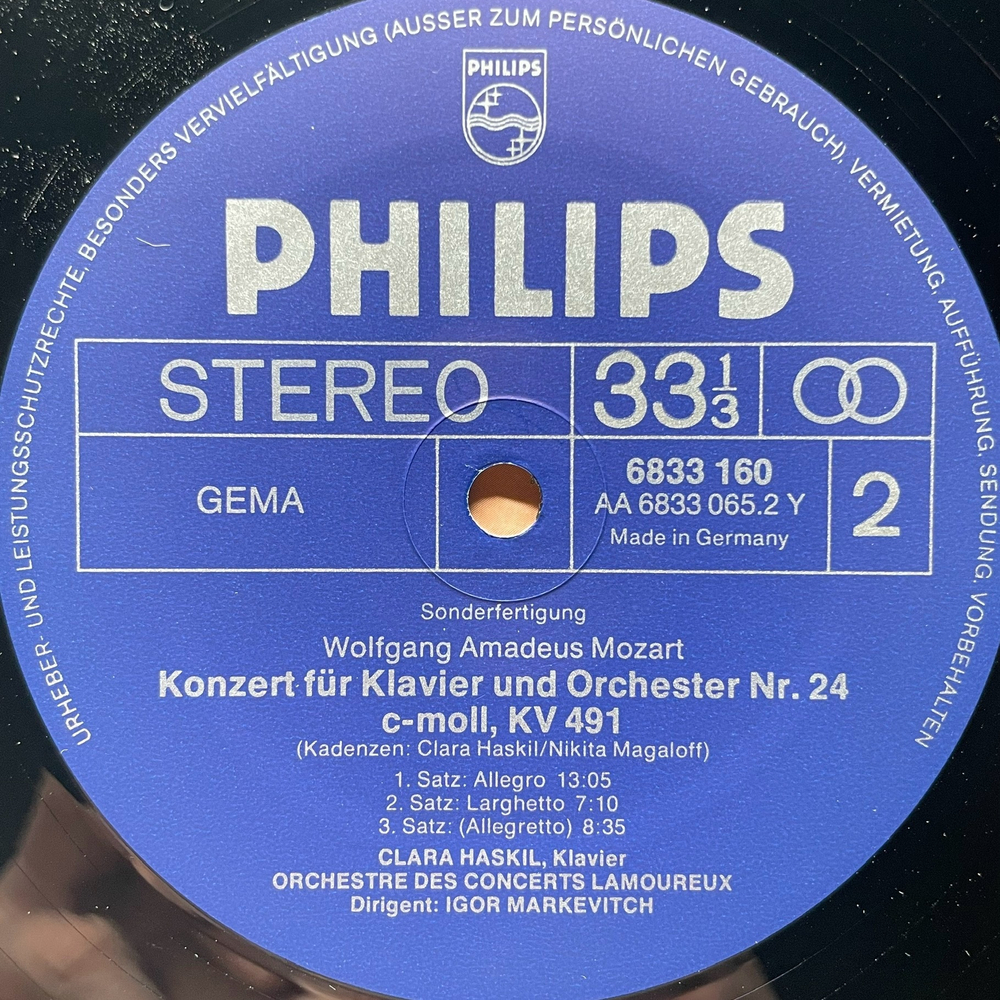 URHEBER- UND LEISTUNGSSCHUTZRECHTE, BESONDERS VERVIELFÄLTIGUNG (AUSSER ZUM PERSÖNLICHEN GEBRAUCH), VERMIETUNG, AUFFÜHRUNG, SENDUNG, VORBEHALTEN
PHILIPS
PHILIPS
STEREO
33 1/3
GEMA
6833 160
AA 6833 065.2 Y
Made in Germany
2
Sonderfertigung
Wolfgang Amadeus Mozart
Konzert für Klavier und Orchester Nr. 24
c-moll, KV 491
(Kadenzen: Clara Haskil/Nikita Magaloff)
1. Satz: Allegro 13:05
2. Satz: Larghetto 7:10
3. Satz: (Allegretto) 8:35
CLARA HASKIL, Klavier
ORCHESTRE DES CONCERTS LAMOUREUX
Dirigent: IGOR MARKEVITCH